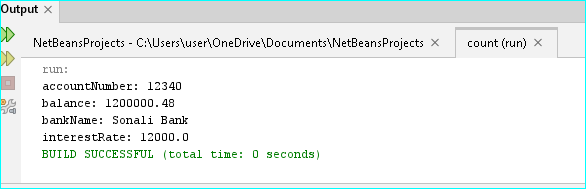 Output
NetBeansProjects - C:\Users\user\OneDrive\Documents\NetBeansProjects
count (run)
run:
accountNumber: 12340
balance: 1200000.48
bankName: Sonali Bank
interestRate: 12000.0
BUILD SUCCESSFUL (total time: 0 seconds)